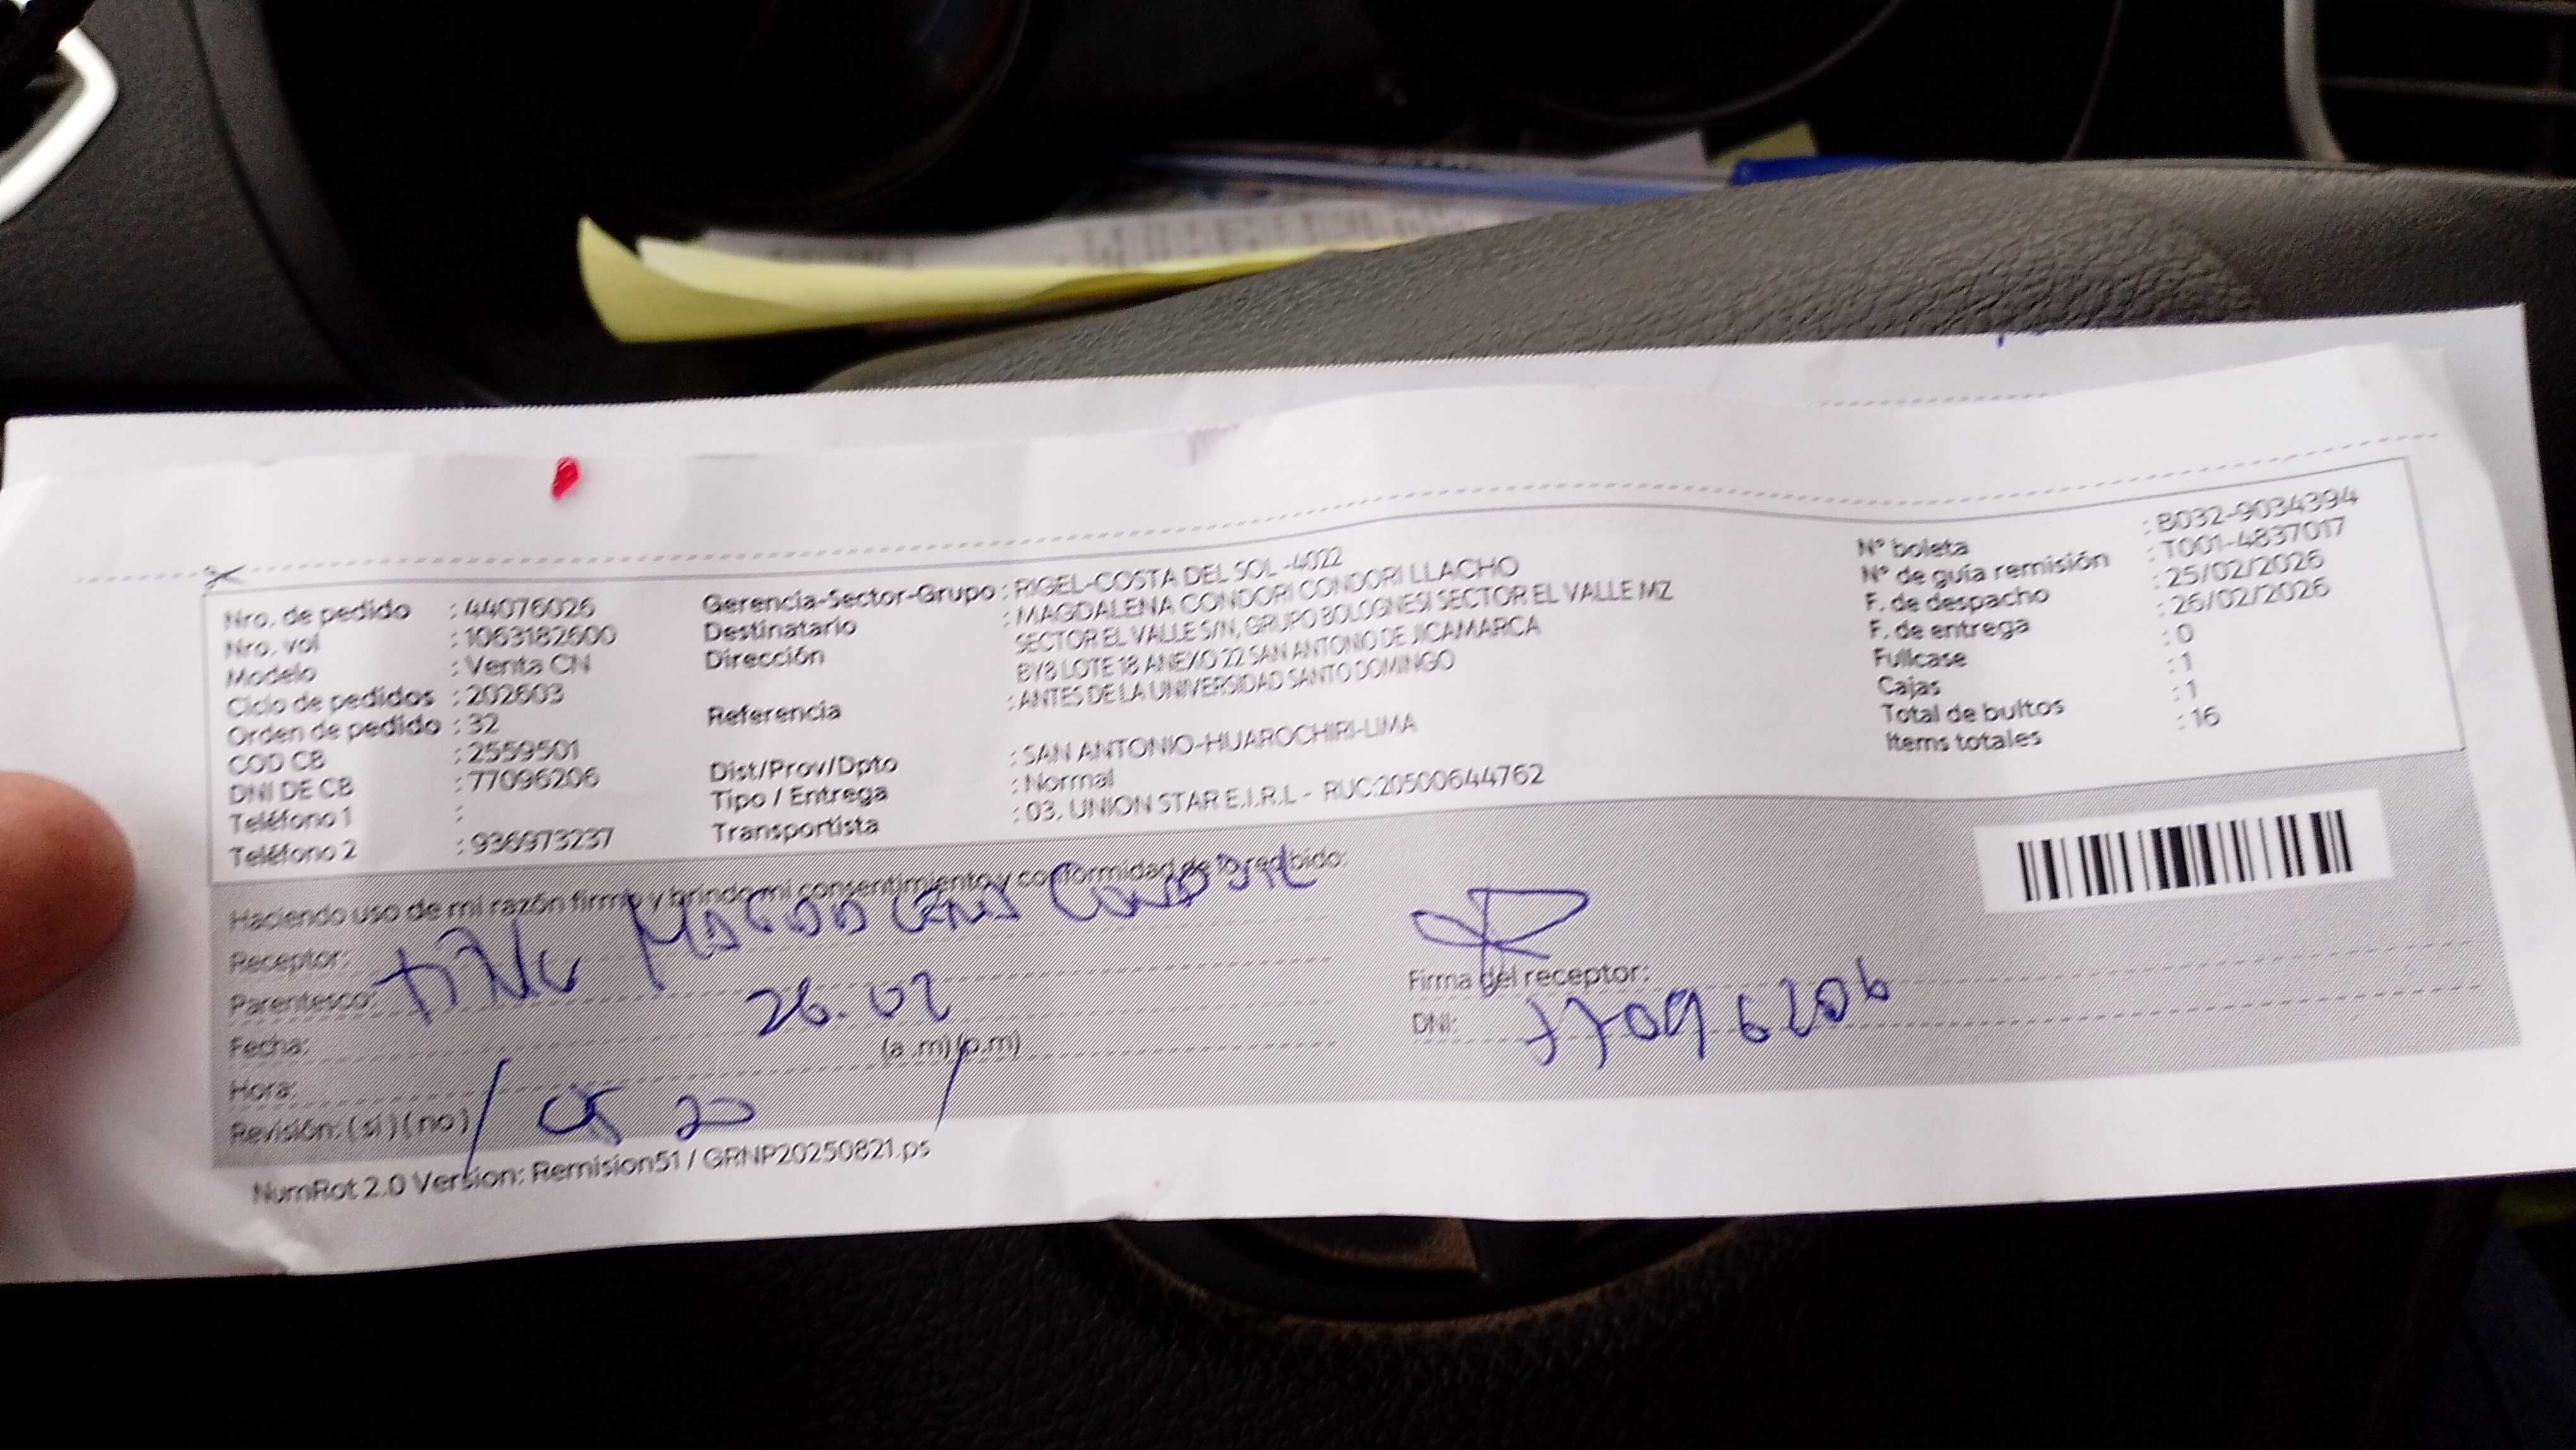 Nro. de pedido : 44076026
Nro. vol : 1063182600
Modelo : Venta CN
Ciclo de pedidos : 202603
Orden de pedido : 32
COD CB : 2559501
DNI DE CB : 77096206
Teléfono 1 :
Teléfono 2 : 936973237
Gerencia-Sector-Grupo : RIGEL-COSTA DEL SOL -4022
Destinatario : MAGDALENA CONDORI CONDORI LLACHO
Dirección SECTOR EL VALLE S/N, GRUPO BOLOGNESI SECTOR EL VALLE MZ
BY8 LOTE 18 ANEXO 22 SAN ANTONIO DE JICAMARCA
Referencia : ANTES DE LA UNIVERSIDAD SANTO DOMINGO
Dist/Prov/Dpto : SAN ANTONIO-HUAROCHIRI-LIMA
Tipo / Entrega : Normal
Transportista : 03. UNION STAR E.I.R.L - RUC:20500644762
N° boleta : B032-9034394
N° de guía remisión : T001-4837017
F. de despacho : 25/02/2026
F. de entrega : 26/02/2026
Fullcase : 0
Cajas : 1
Total de bultos : 1
Items totales : 16
Haciendo uso de mi razón firmo y brindo mi consentimiento y conformidad de lo recibido:
Receptor: MAGDALENA CONDORI
Parentesco:
Fecha: 26.02
Hora: (a.m) (p.m)
Revisión: ( si ) ( no )
Firma del receptor:
DNI: 77096206
NumRot 2.0 Version: Remision51 / GRNP20250821.ps